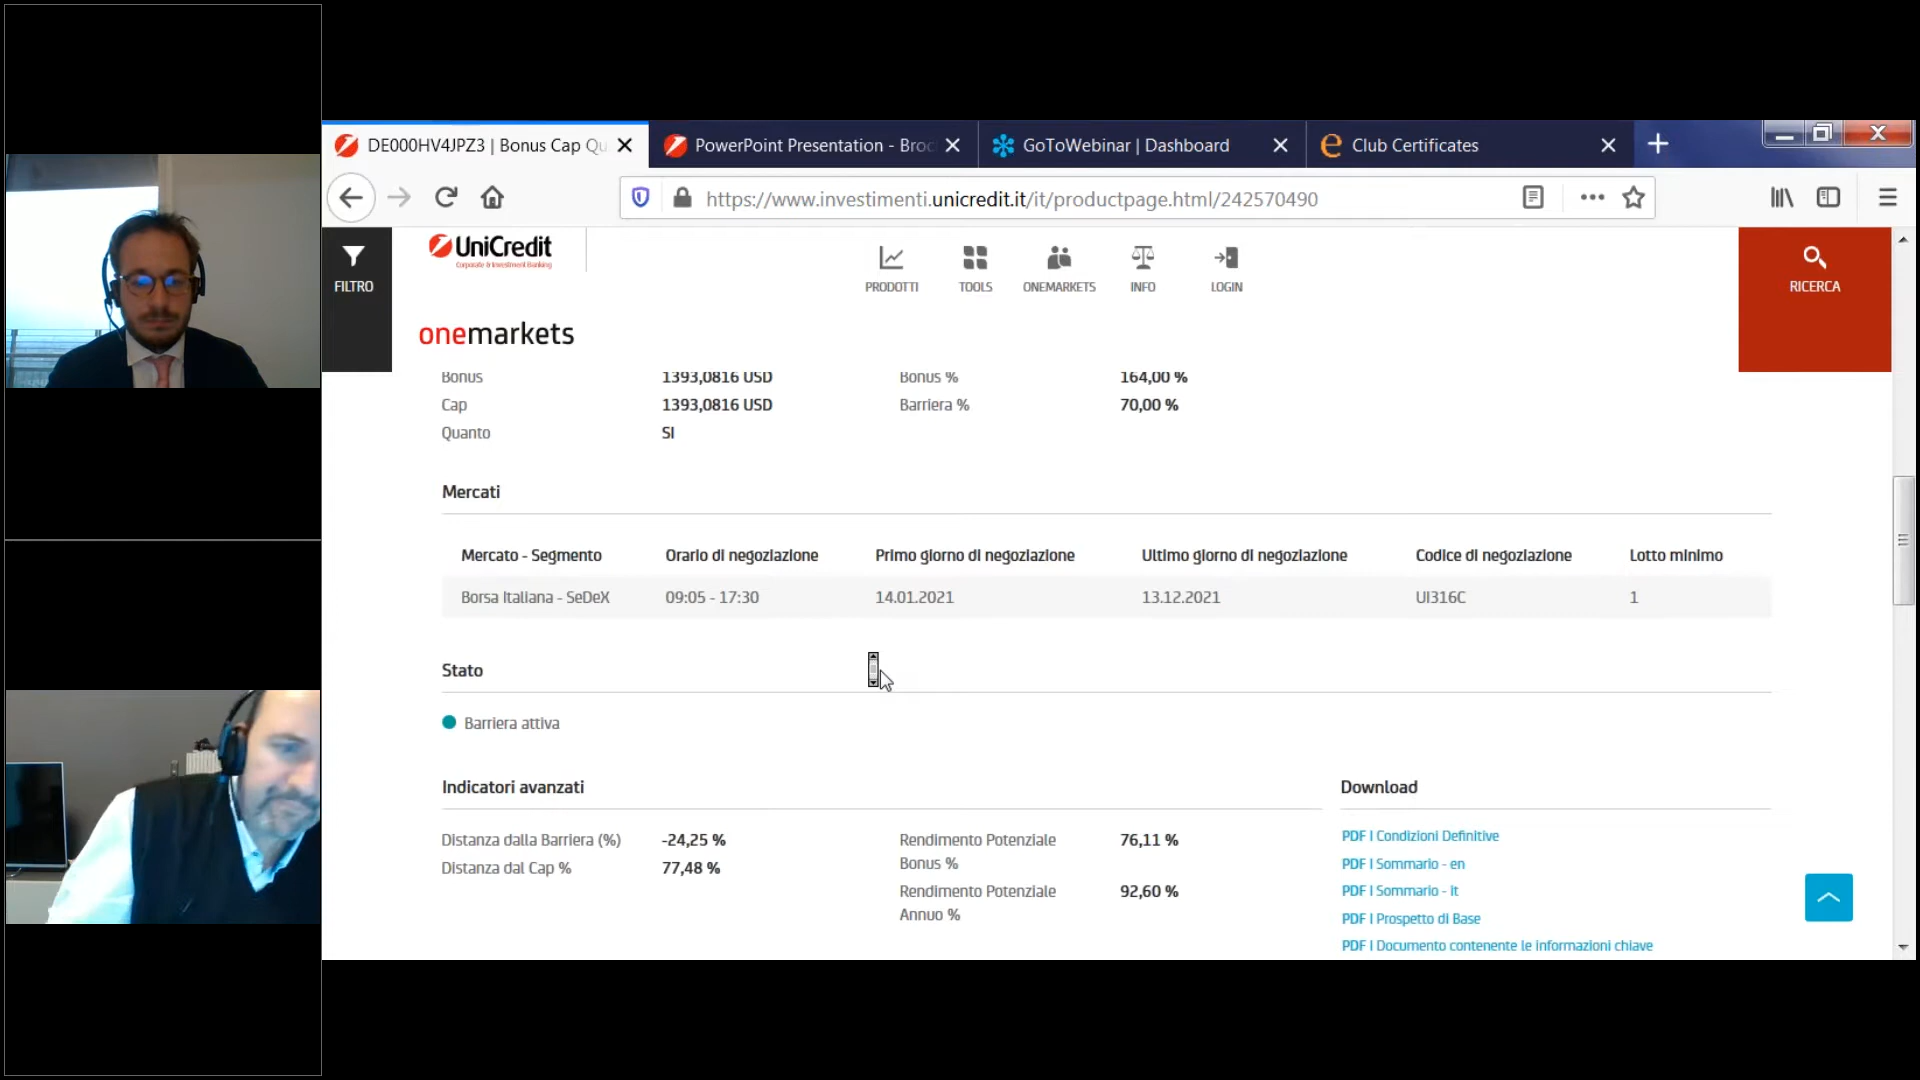 DE000HV4JPZ3 | Bonus Cap Qu
PowerPoint Presentation - Broc
GoToWebinar | Dashboard
Club Certificates
https://www.investimenti.unicredit.it/it/productpage.html/242570490
FILTRO
UniCredit
Corporate & Investment Banking
PRODOTTI
TOOLS
ONEMARKETS
INFO
LOGIN
RICERCA
onemarkets
Bonus 1393,0816 USD Bonus % 164,00 %
Cap 1393,0816 USD Barriera % 70,00 %
Quanto SI
Mercati
Mercato - Segmento Orario di negoziazione Primo giorno di negoziazione Ultimo giorno di negoziazione Codice di negoziazione Lotto minimo
Borsa Italiana - SeDeX 09:05 - 17:30 14.01.2021 13.12.2021 UI316C 1
Stato
Barriera attiva
Indicatori avanzati
Distanza dalla Barriera (%) -24,25 %
Distanza dal Cap % 77,48 %
Rendimento Potenziale 76,11 %
Bonus %
Rendimento Potenziale 92,60 %
Annuo %
Download
PDF | Condizioni Definitive
PDF | Sommario - en
PDF | Sommario - it
PDF | Prospetto di Base
PDF | Documento contenente le informazioni chiave